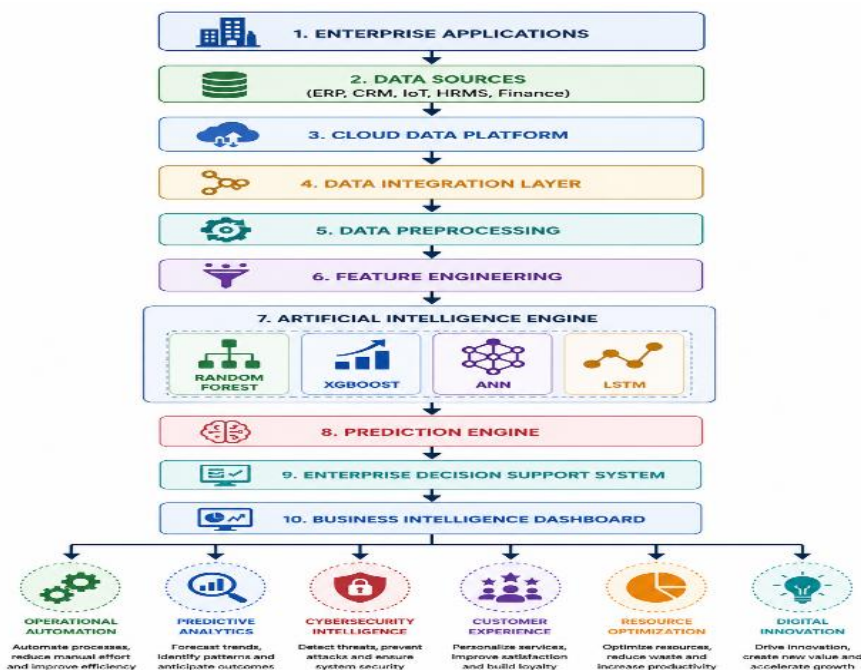 1. ENTERPRISE APPLICATIONS
2. DATA SOURCES
(ERP, CRM, IoT, HRMS, Finance)
3. CLOUD DATA PLATFORM
4. DATA INTEGRATION LAYER
5. DATA PREPROCESSING
6. FEATURE ENGINEERING
7. ARTIFICIAL INTELLIGENCE ENGINE
RANDOM
FOREST
XGBOOST
ANN
LSTM
8. PREDICTION ENGINE
9. ENTERPRISE DECISION SUPPORT SYSTEM
10. BUSINESS INTELLIGENCE DASHBOARD
OPERATIONAL
AUTOMATION
Automate processes,
reduce manual effort
and improve efficiency
PREDICTIVE
ANALYTICS
Forecast trends,
identify patterns and
anticipate outcomes
CYBERSECURITY
INTELLIGENCE
Detect threats, prevent
attacks and ensure
system security
CUSTOMER
EXPERIENCE
Personalize services,
improve satisfaction
and build loyalty
RESOURCE
OPTIMIZATION
Optimize resources,
reduce waste and
increase productivity
DIGITAL
INNOVATION
Drive innovation,
create new value and
accelerate growth